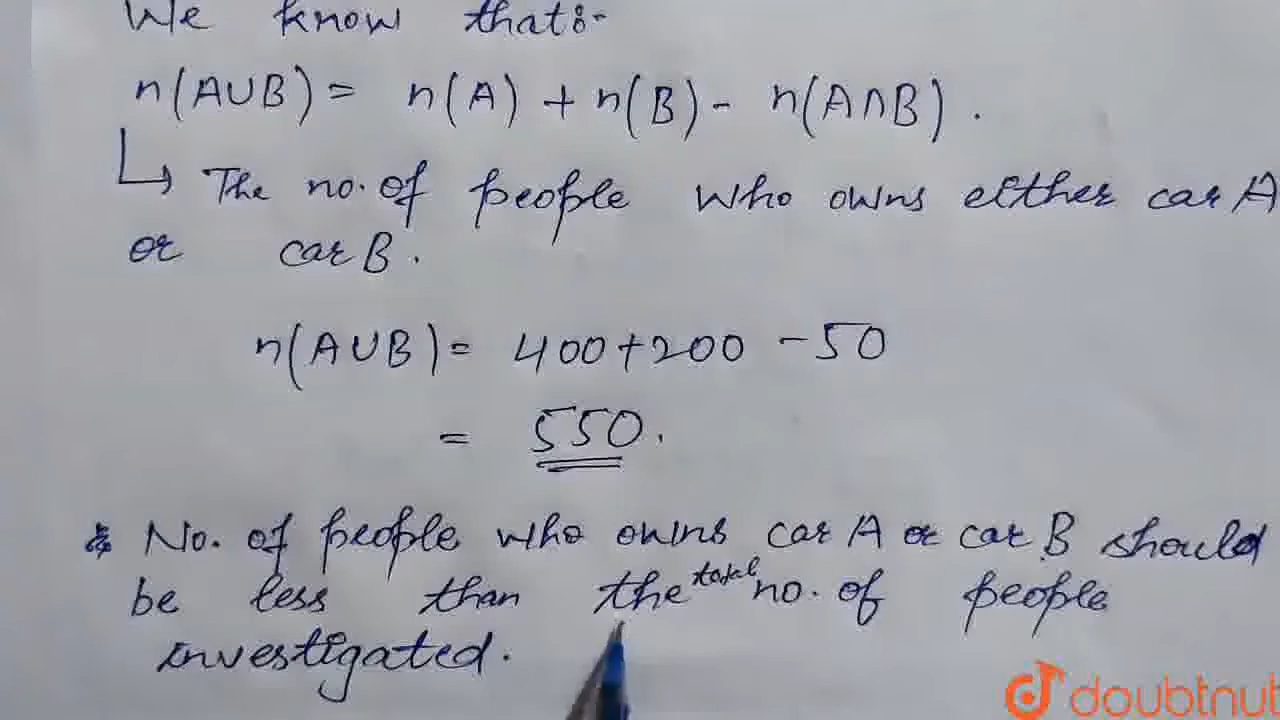 We know that:-
n(A∪B) = n(A) + n(B) - n(A∩B).
↳ The no. of people who owns either car A
or car B.
n(A∪B) = 400+200 -50
= 550.
* No. of people who owns car A or car B should
be less than the total no. of people
investigated.
doubtnut